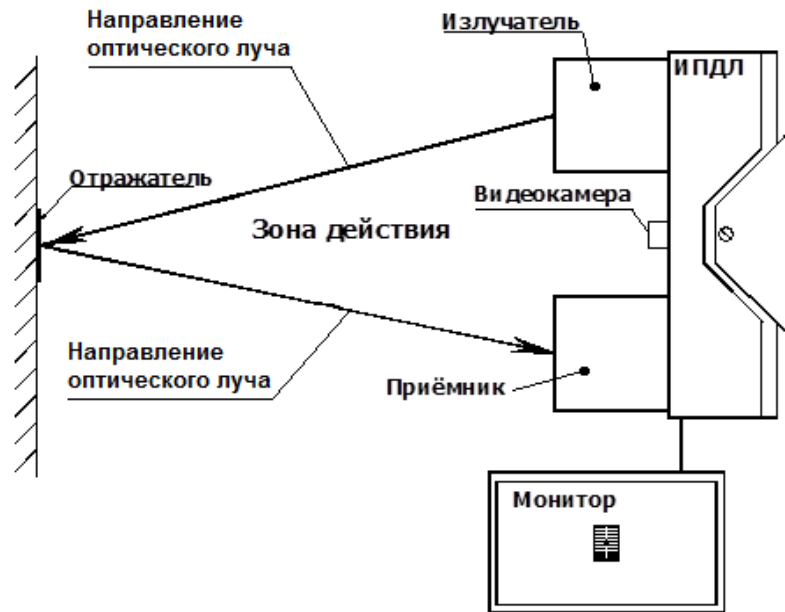 Направление
оптического луча
Излучатель
ИПДЛ
Отражатель
Видеокамера
Зона действия
Направление
оптического луча
Приёмник
Монитор